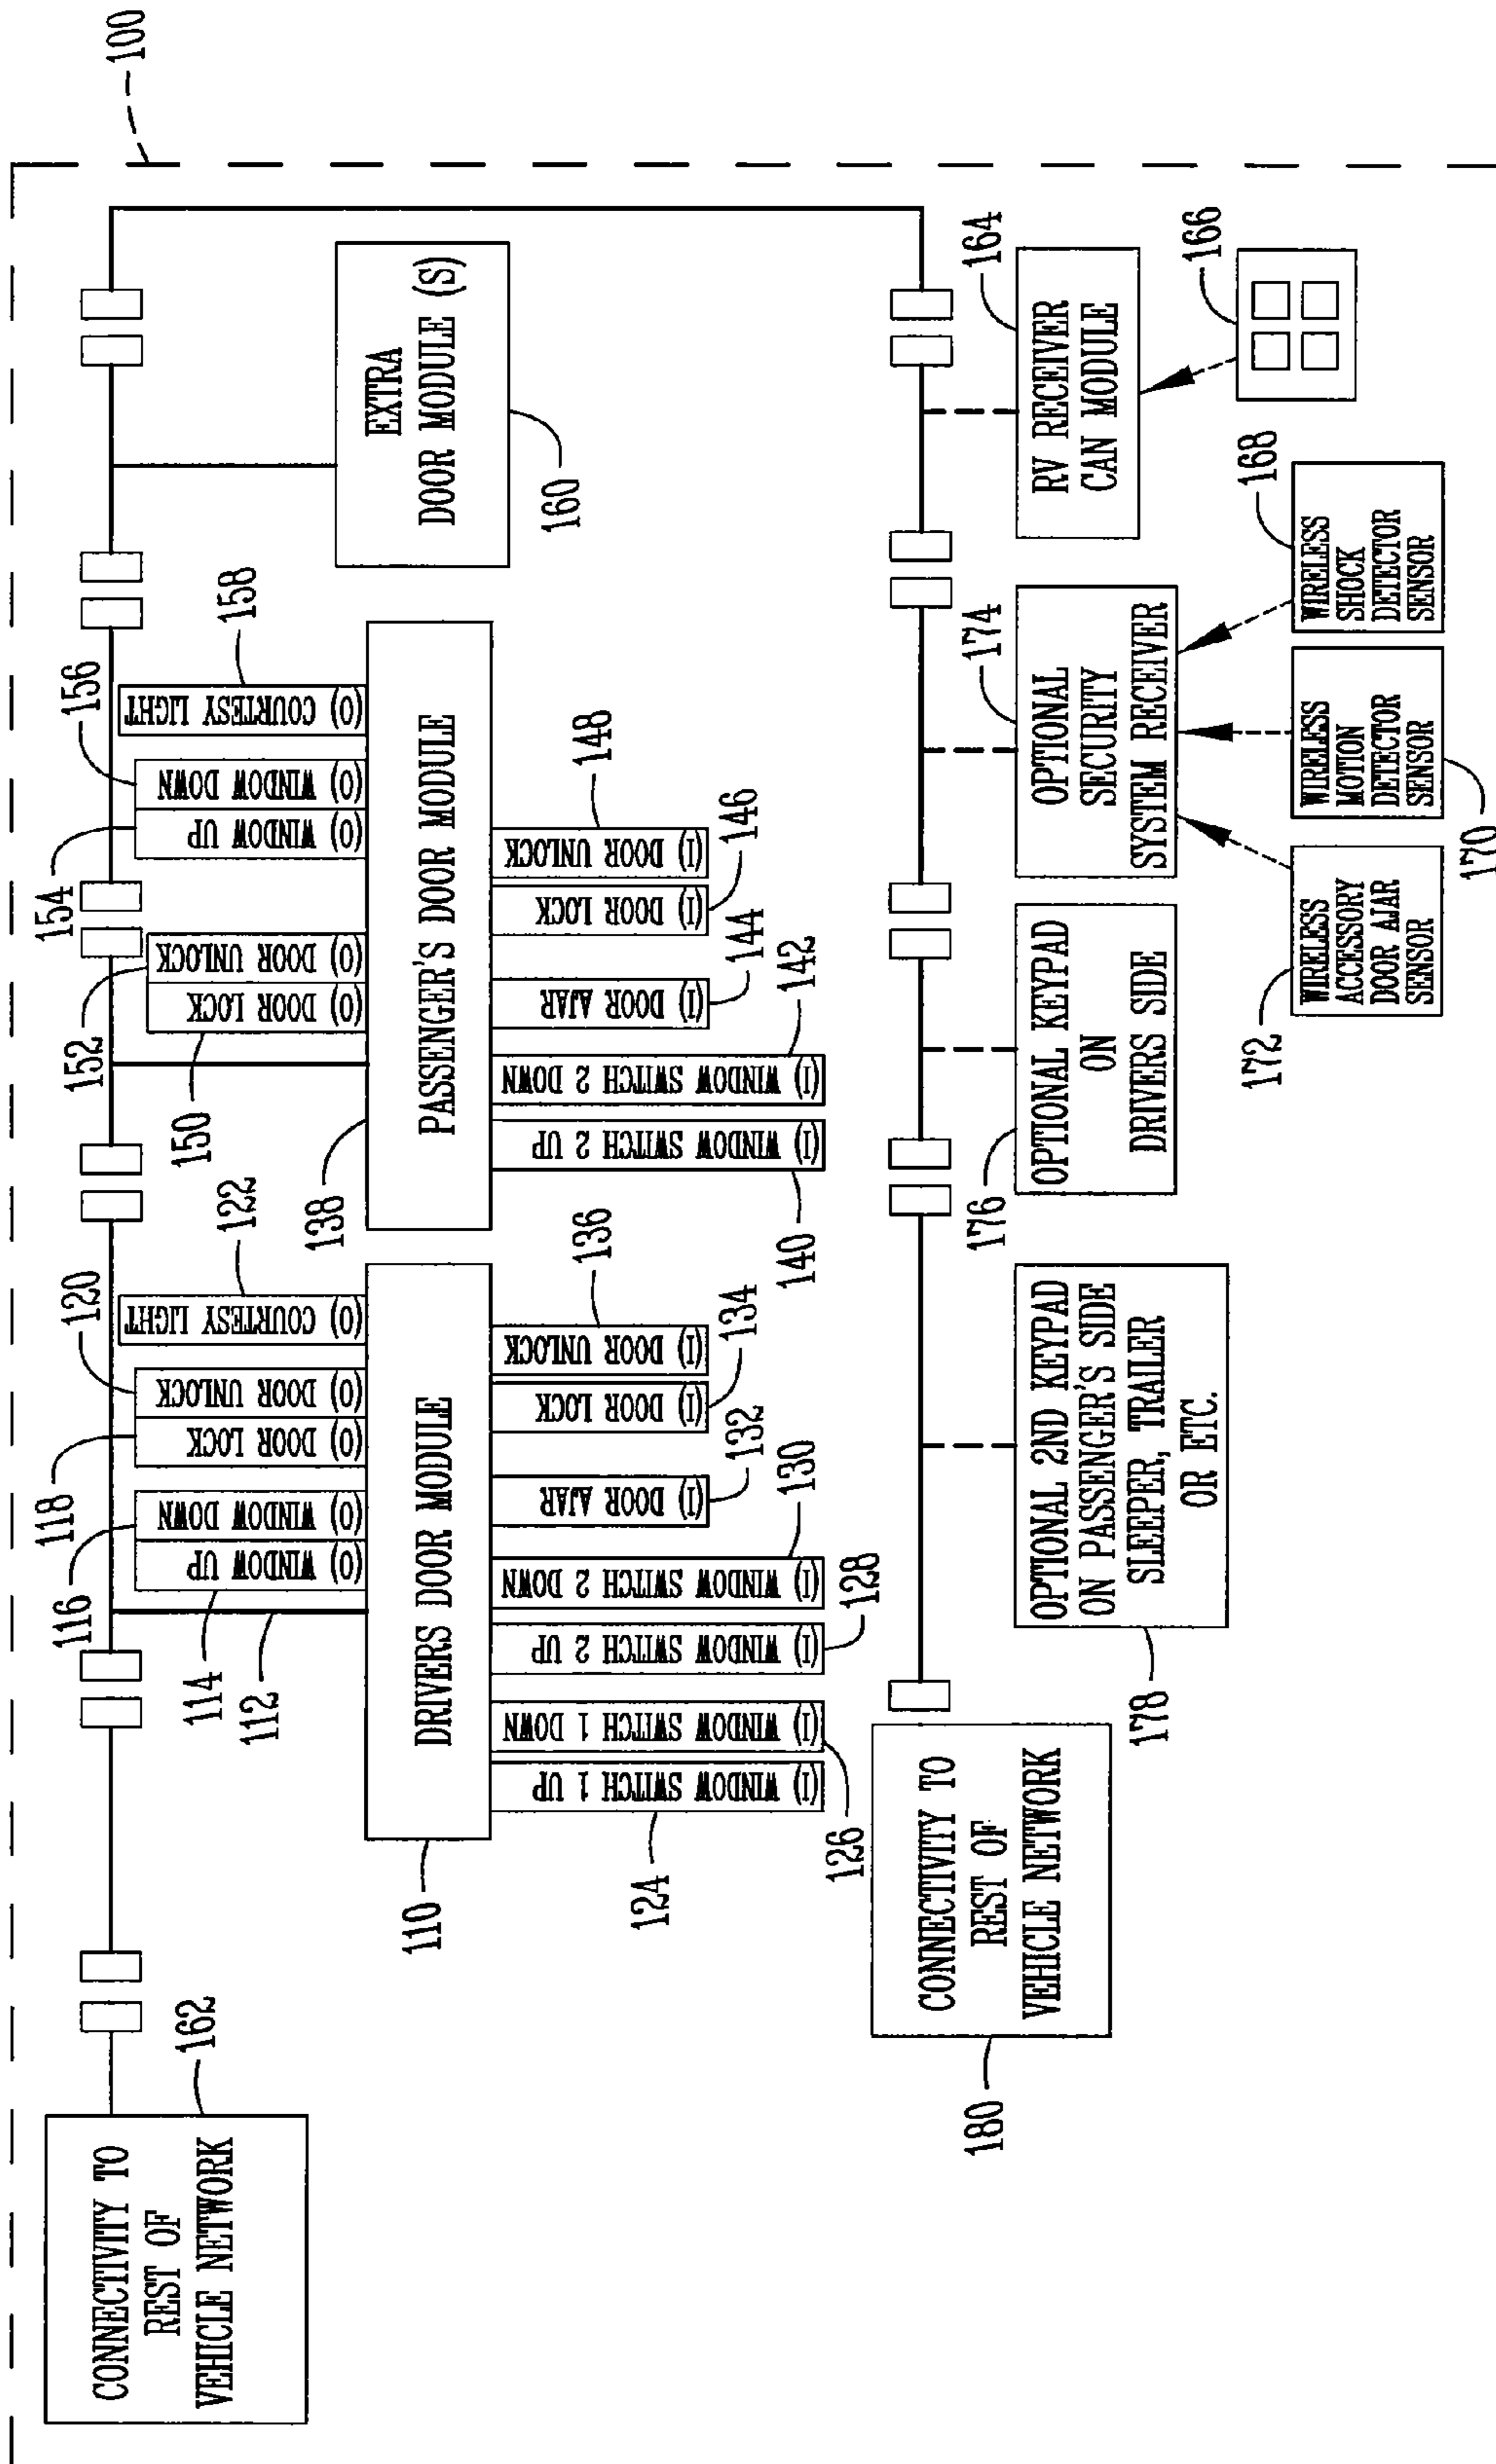 100
CONNECTIVITY TO
REST OF
VEHICLE NETWORK
162
116
118
120
122
114
112
(O) WINDOW UP
(O) WINDOW DOWN
(O) DOOR LOCK
(O) DOOR UNLOCK
(O) COURTESY LIGHT
DRIVERS DOOR MODULE
110
(I) WINDOW SWITCH 1 UP
(I) WINDOW SWITCH 1 DOWN
(I) WINDOW SWITCH 2 UP
(I) WINDOW SWITCH 2 DOWN
(I) DOOR AJAR
(I) DOOR LOCK
(I) DOOR UNLOCK
124
126
128
130
132
134
136
150
152
154
156
158
(O) DOOR LOCK
(O) DOOR UNLOCK
(O) WINDOW UP
(O) WINDOW DOWN
(O) COURTESY LIGHT
138
PASSENGER'S DOOR MODULE
(I) WINDOW SWITCH 2 UP
(I) WINDOW SWITCH 2 DOWN
(I) DOOR AJAR
(I) DOOR LOCK
(I) DOOR UNLOCK
140
142
144
146
148
EXTRA
DOOR MODULE (S)
160
CONNECTIVITY TO
REST OF
VEHICLE NETWORK
180
OPTIONAL 2ND KEYPAD
ON PASSENGER'S SIDE
SLEEPER, TRAILER
OR ETC.
178
176
OPTIONAL KEYPAD
ON
DRIVERS SIDE
174
OPTIONAL
SECURITY
SYSTEM RECEIVER
164
RV RECEIVER
CAN MODULE
166
172
WIRELESS
ACCESSORY
DOOR AJAR
SENSOR
WIRELESS
MOTION
DETECTOR
SENSOR
170
168
WIRELESS
SHOCK
DETECTOR
SENSOR